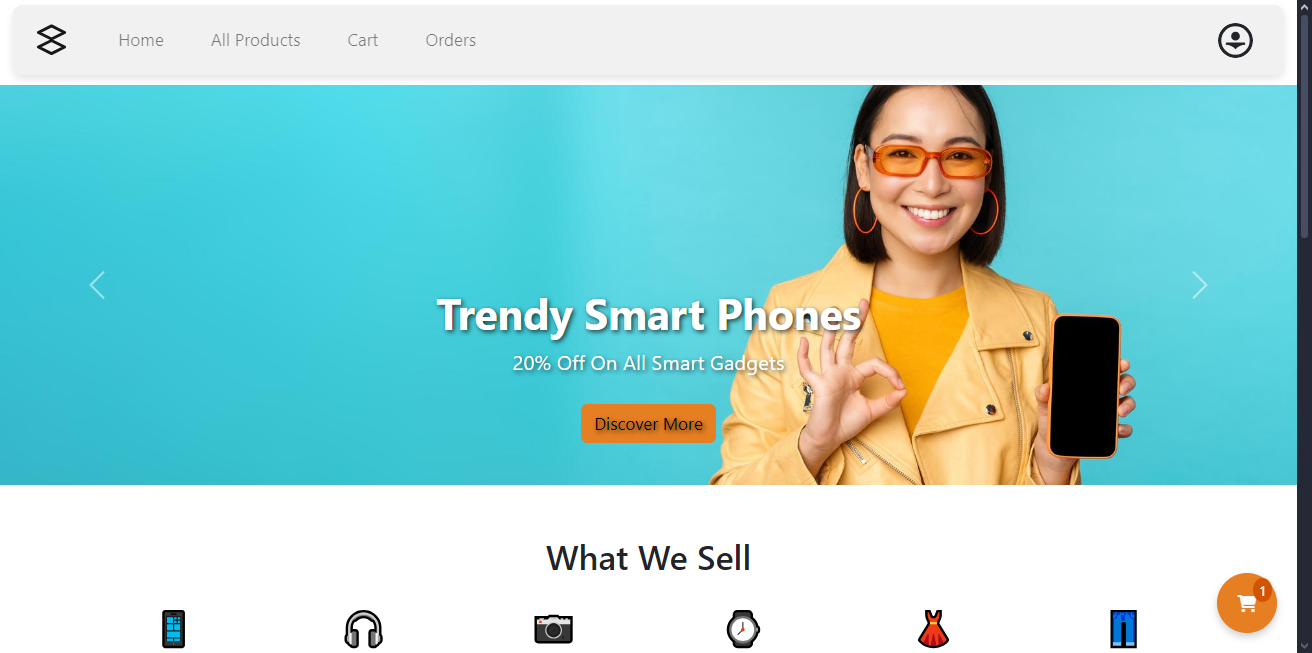 Home All Products Cart Orders
Trendy Smart Phones
20% Off On All Smart Gadgets
Discover More
What We Sell
1